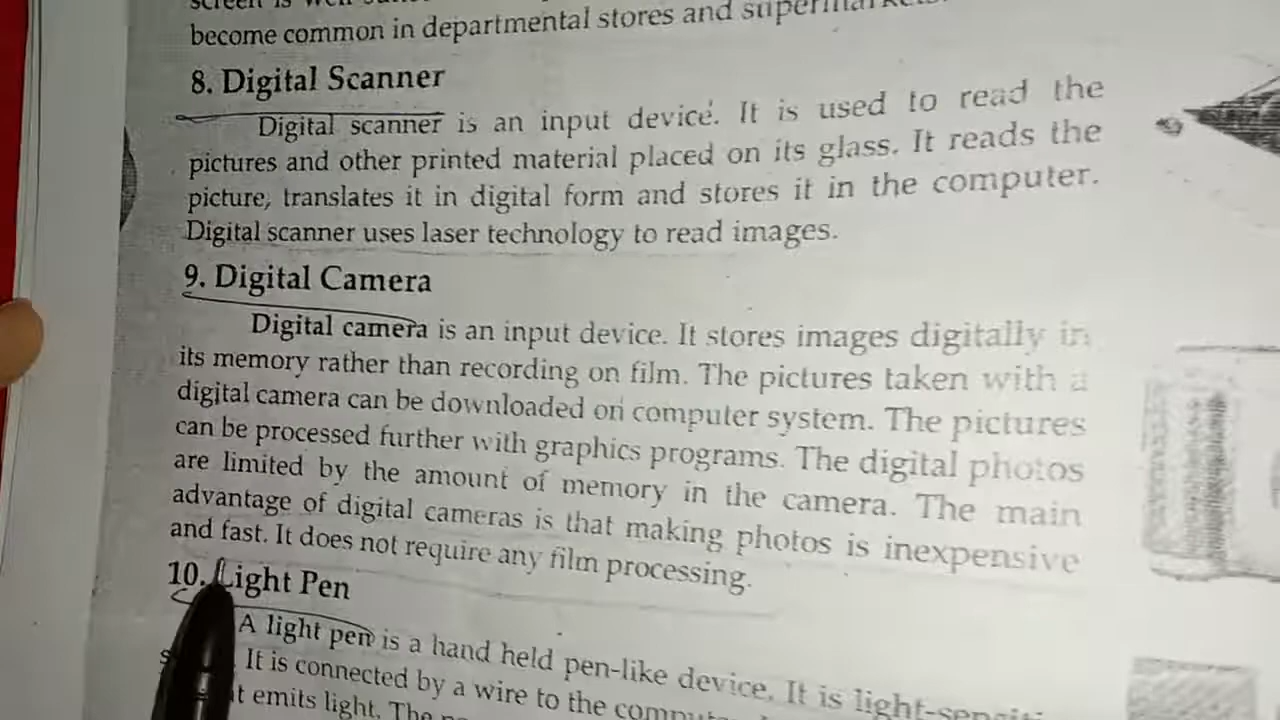 become common in departmental stores and supermarkets.
8. Digital Scanner
Digital scanner is an input device. It is used to read the
pictures and other printed material placed on its glass. It reads the
picture, translates it in digital form and stores it in the computer.
Digital scanner uses laser technology to read images.
9. Digital Camera
Digital camera is an input device. It stores images digitally in
its memory rather than recording on film. The pictures taken with a
digital camera can be downloaded on computer system. The pictures
can be processed further with graphics programs. The digital photos
are limited by the amount of memory in the camera. The main
advantage of digital cameras is that making photos is inexpensive
and fast. It does not require any film processing.
10. Light Pen
A light pen is a hand held pen-like device. It is
It is connected by a wire to the
emits light. The